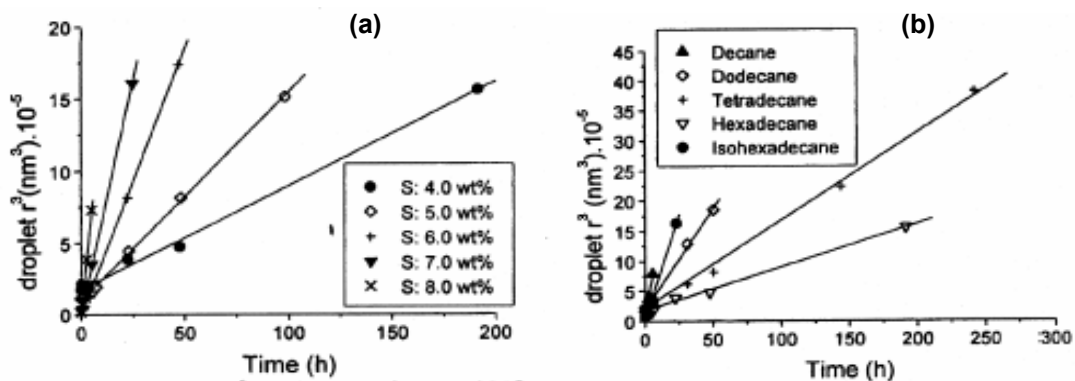 (a)
droplet r³(nm³).10⁻⁵
20
15
10
5
0
S: 4.0 wt%
S: 5.0 wt%
S: 6.0 wt%
S: 7.0 wt%
S: 8.0 wt%
0 50 100 150 200
Time (h)
(b)
droplet r³ (nm³).10⁻⁵
45
40
35
30
25
20
15
10
5
0
Decane
Dodecane
Tetradecane
Hexadecane
Isohexadecane
0 50 100 150 200 250 300
Time (h)